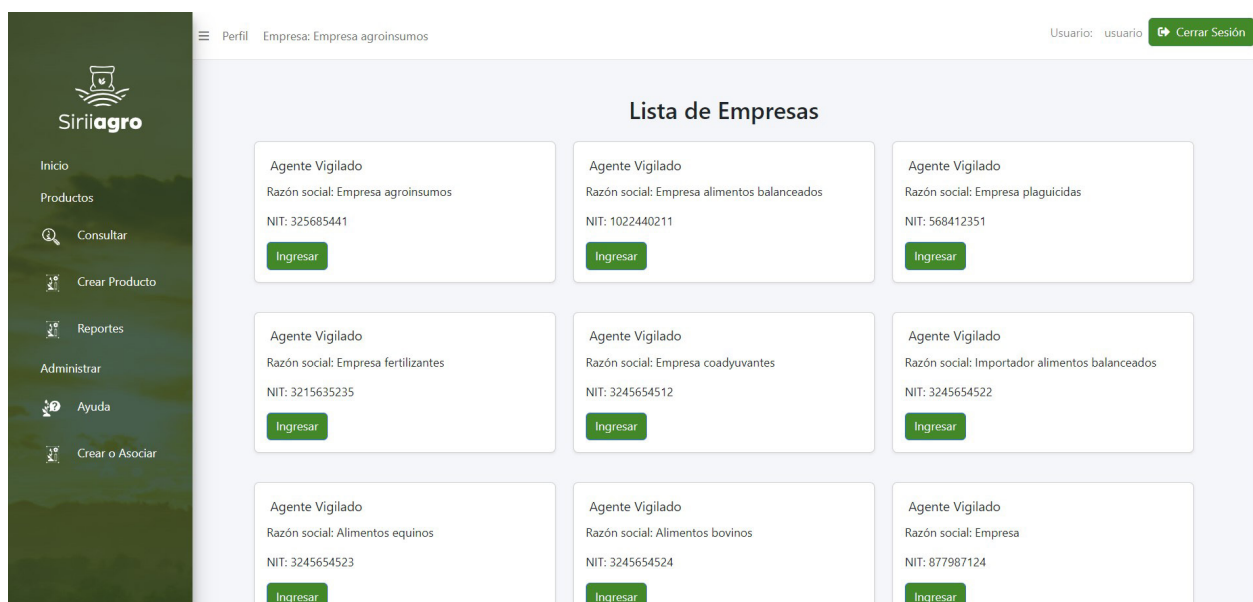 Perfil Empresa: Empresa agroinsumos Usuario: usuario Cerrar Sesión
Siriiagro
Inicio
Productos
Consultar
Crear Producto
Reportes
Administrar
Ayuda
Crear o Asociar
Lista de Empresas
Agente Vigilado
Razón social: Empresa agroinsumos
NIT: 325685441
Ingresar
Agente Vigilado
Razón social: Empresa alimentos balanceados
NIT: 1022440211
Ingresar
Agente Vigilado
Razón social: Empresa plaguicidas
NIT: 568412351
Ingresar
Agente Vigilado
Razón social: Empresa fertilizantes
NIT: 3215635235
Ingresar
Agente Vigilado
Razón social: Empresa coadyuvantes
NIT: 3245654512
Ingresar
Agente Vigilado
Razón social: Importador alimentos balanceados
NIT: 3245654522
Ingresar
Agente Vigilado
Razón social: Alimentos equinos
NIT: 3245654523
Ingresar
Agente Vigilado
Razón social: Alimentos bovinos
NIT: 3245654524
Ingresar
Agente Vigilado
Razón social: Empresa
NIT: 877987124
Ingresar